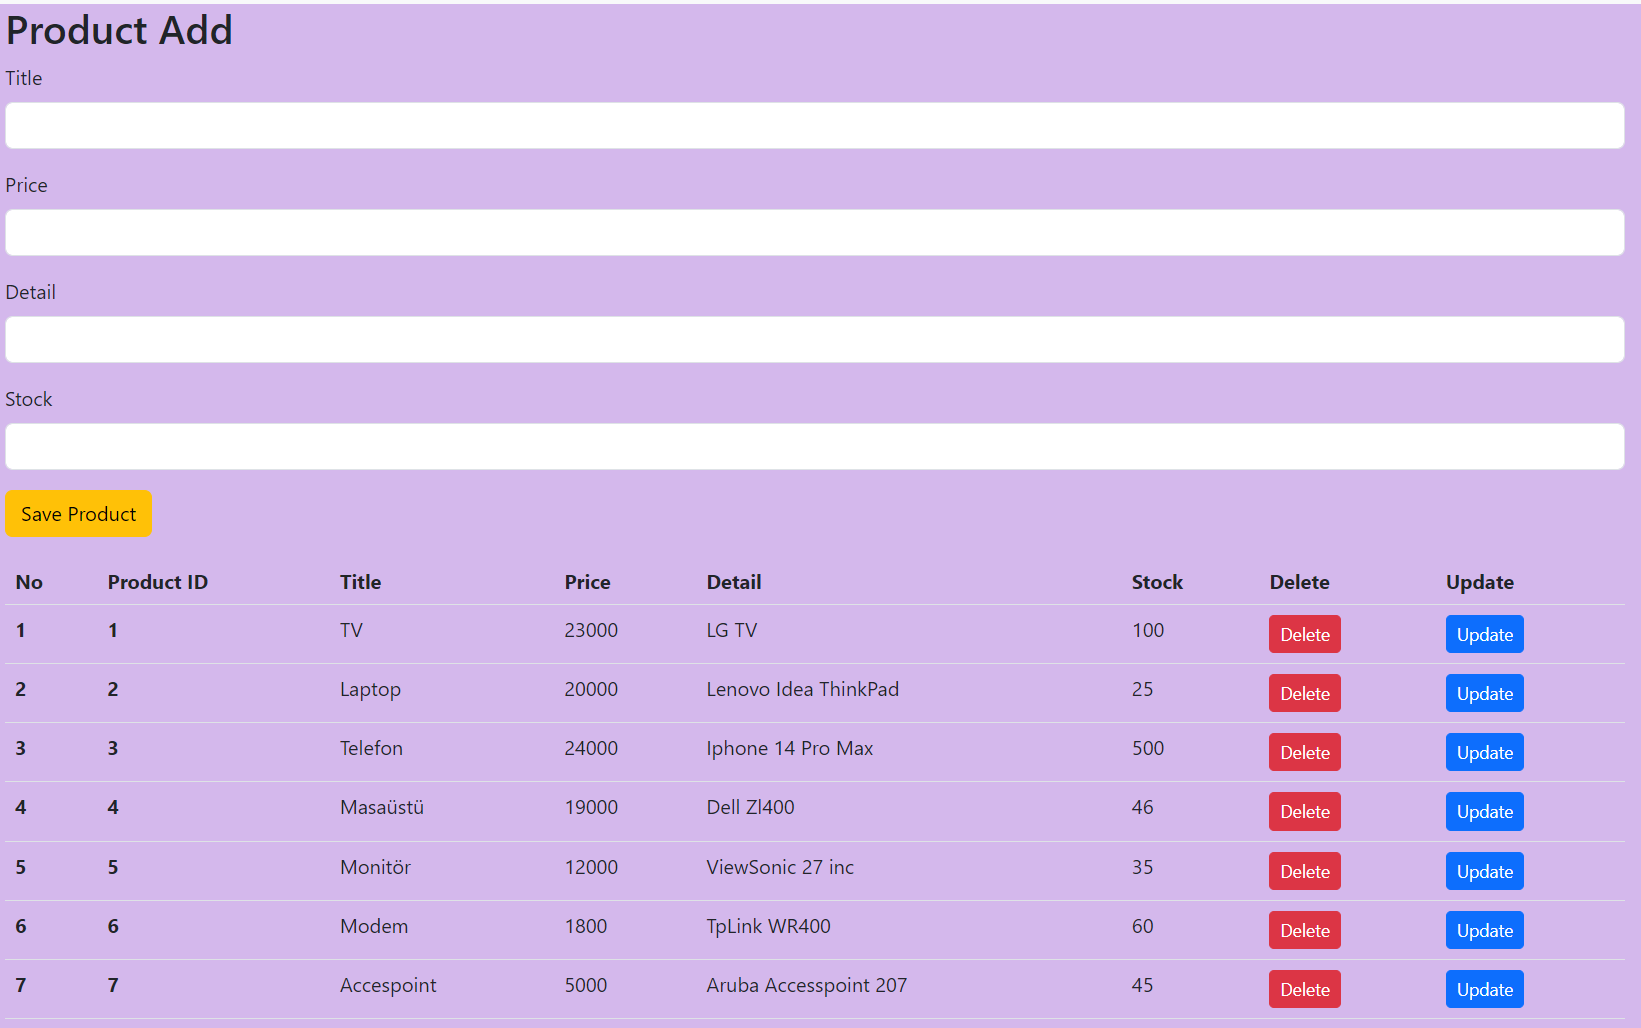 Product Add
Title
Price
Detail
Stock
Save Product
No Product ID Title Price Detail Stock Delete Update
1 1 TV 23000 LG TV 100 Delete Update
2 2 Laptop 20000 Lenovo Idea ThinkPad 25 Delete Update
3 3 Telefon 24000 Iphone 14 Pro Max 500 Delete Update
4 4 Masaüstü 19000 Dell Zl400 46 Delete Update
5 5 Monitör 12000 ViewSonic 27 inc 35 Delete Update
6 6 Modem 1800 TpLink WR400 60 Delete Update
7 7 Accespoint 5000 Aruba Accesspoint 207 45 Delete Update